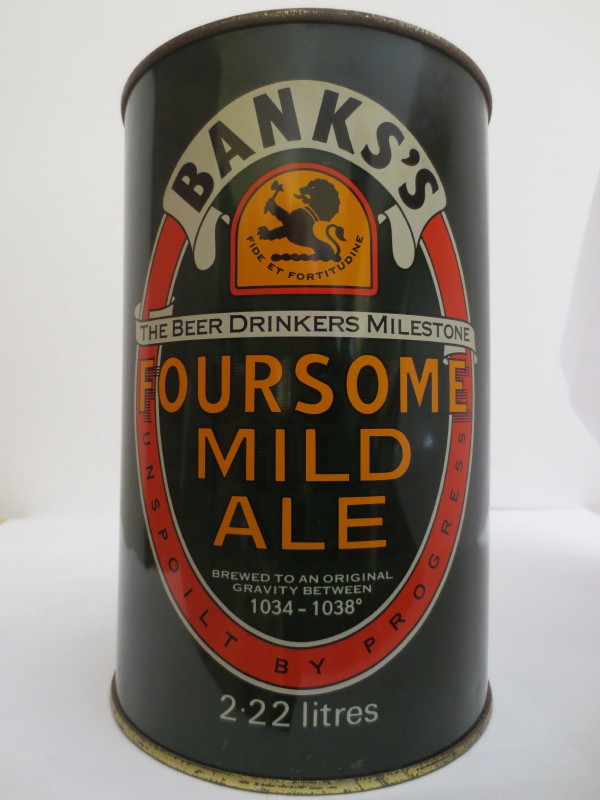 BANKS'S
FIDE ET FORTITUDINE
THE BEER DRINKERS MILESTONE
FOURSOME
MILD
ALE
BREWED TO AN ORIGINAL
GRAVITY BETWEEN
1034 - 1038°
UNSPOILT BY PROGRESS
2·22 litres